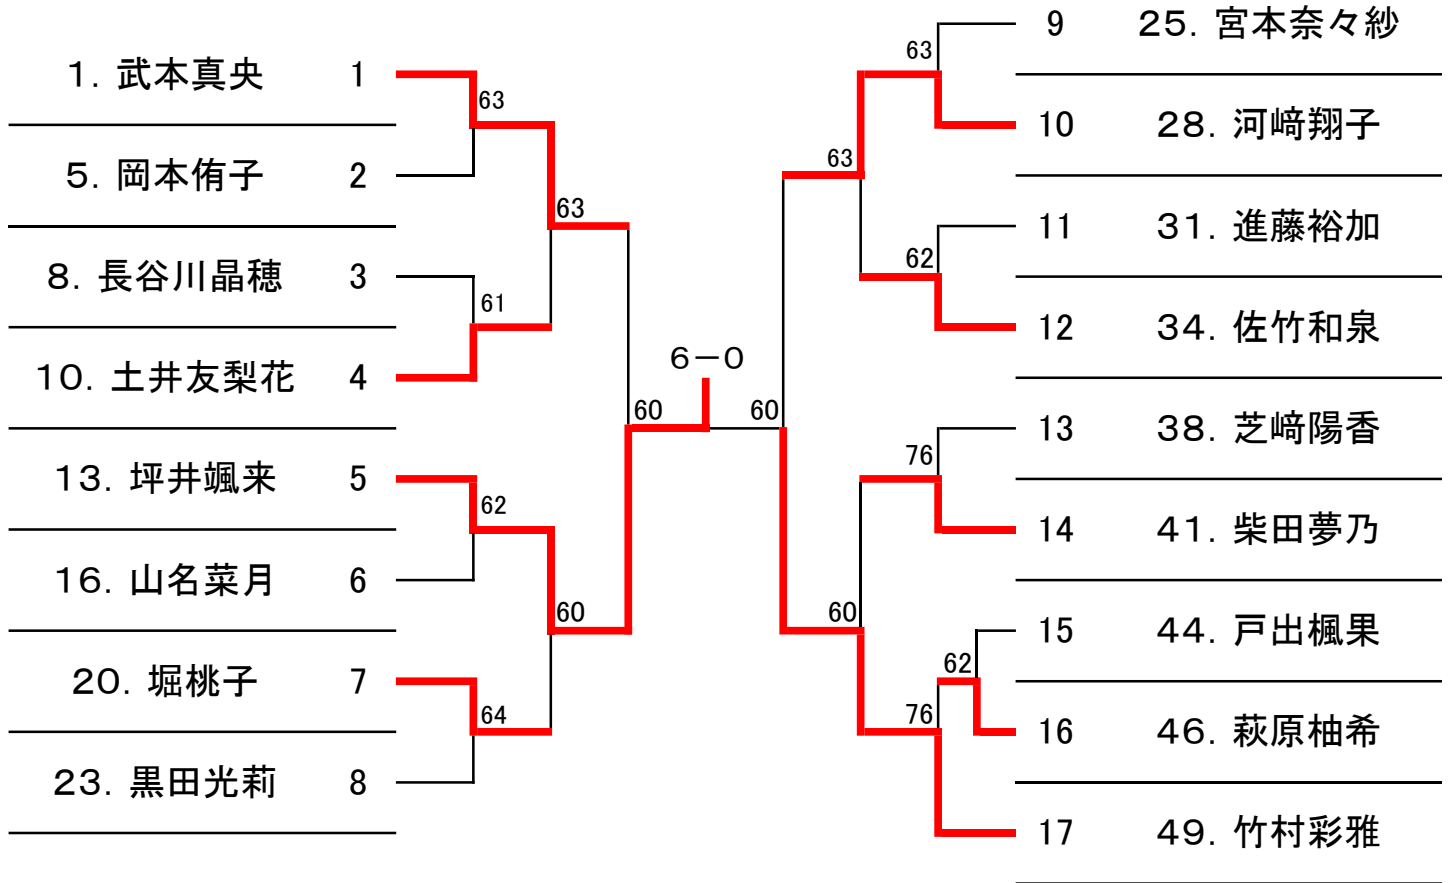 1. 武本真央 1
5. 岡本侑子 2
8. 長谷川晶穂 3
10. 土井友梨花 4
13. 坪井颯来 5
16. 山名菜月 6
20. 堀桃子 7
23. 黒田光莉 8
63
61
62
64
63
60
60
6－0
60
63
60
63
62
76
76
62
9 25. 宮本奈々紗
10 28. 河﨑翔子
11 31. 進藤裕加
12 34. 佐竹和泉
13 38. 芝﨑陽香
14 41. 柴田夢乃
15 44. 戸出楓果
16 46. 萩原柚希
17 49. 竹村彩雅